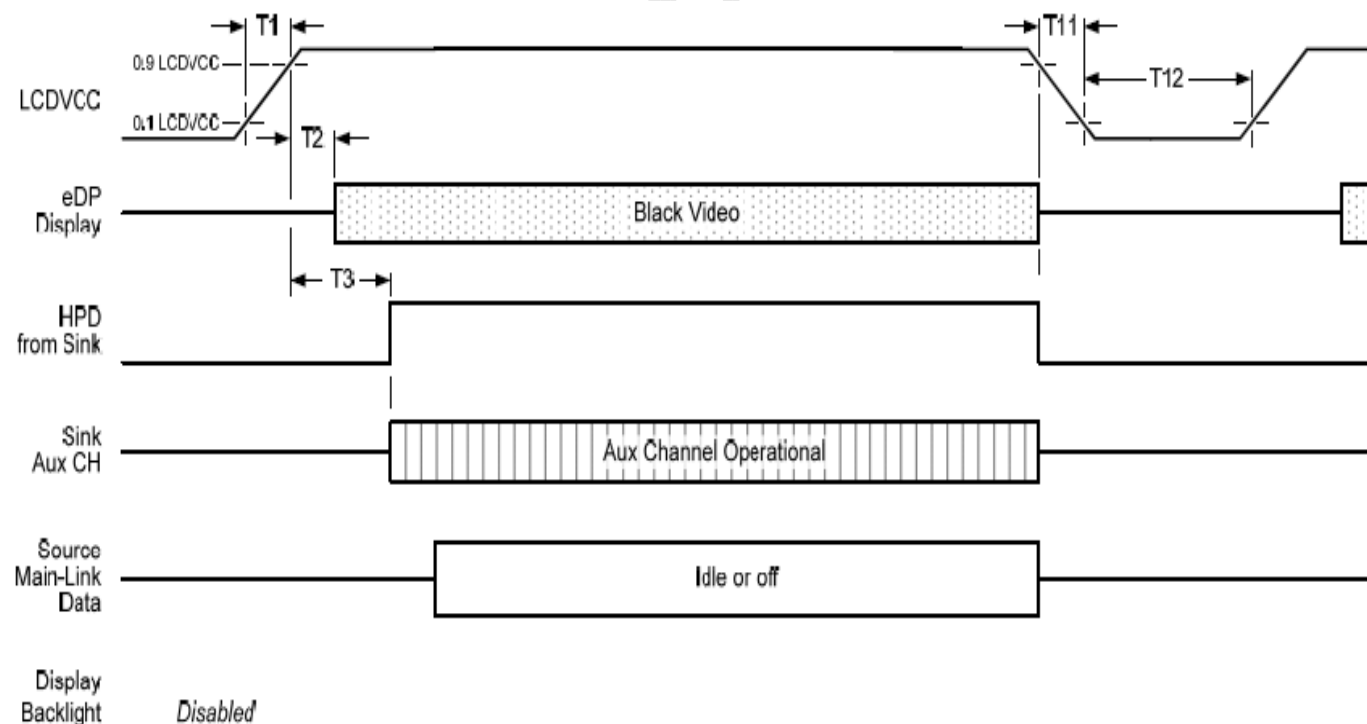 T1
T11
0.9 LCDVCC
LCDVCC
T12
0.1 LCDVCC
T2
eDP
Display
Black Video
T3
HPD
from Sink
Sink
Aux CH
Aux Channel Operational
Source
Main-Link
Data
Idle or off
Display
Backlight
Disabled